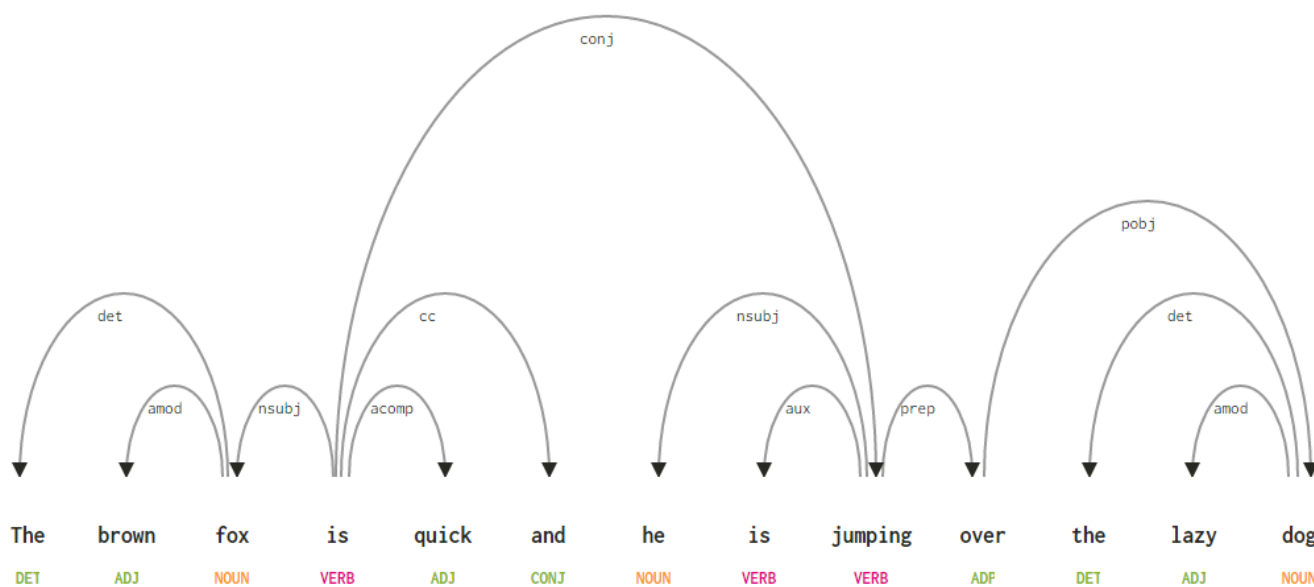 conj
pobj
det cc nsubj det
amod nsubj acomp aux prep amod
The brown fox is quick and he is jumping over the lazy dog
DET ADJ NOUN VERB ADJ CONJ NOUN VERB VERB ADP DET ADJ NOUN